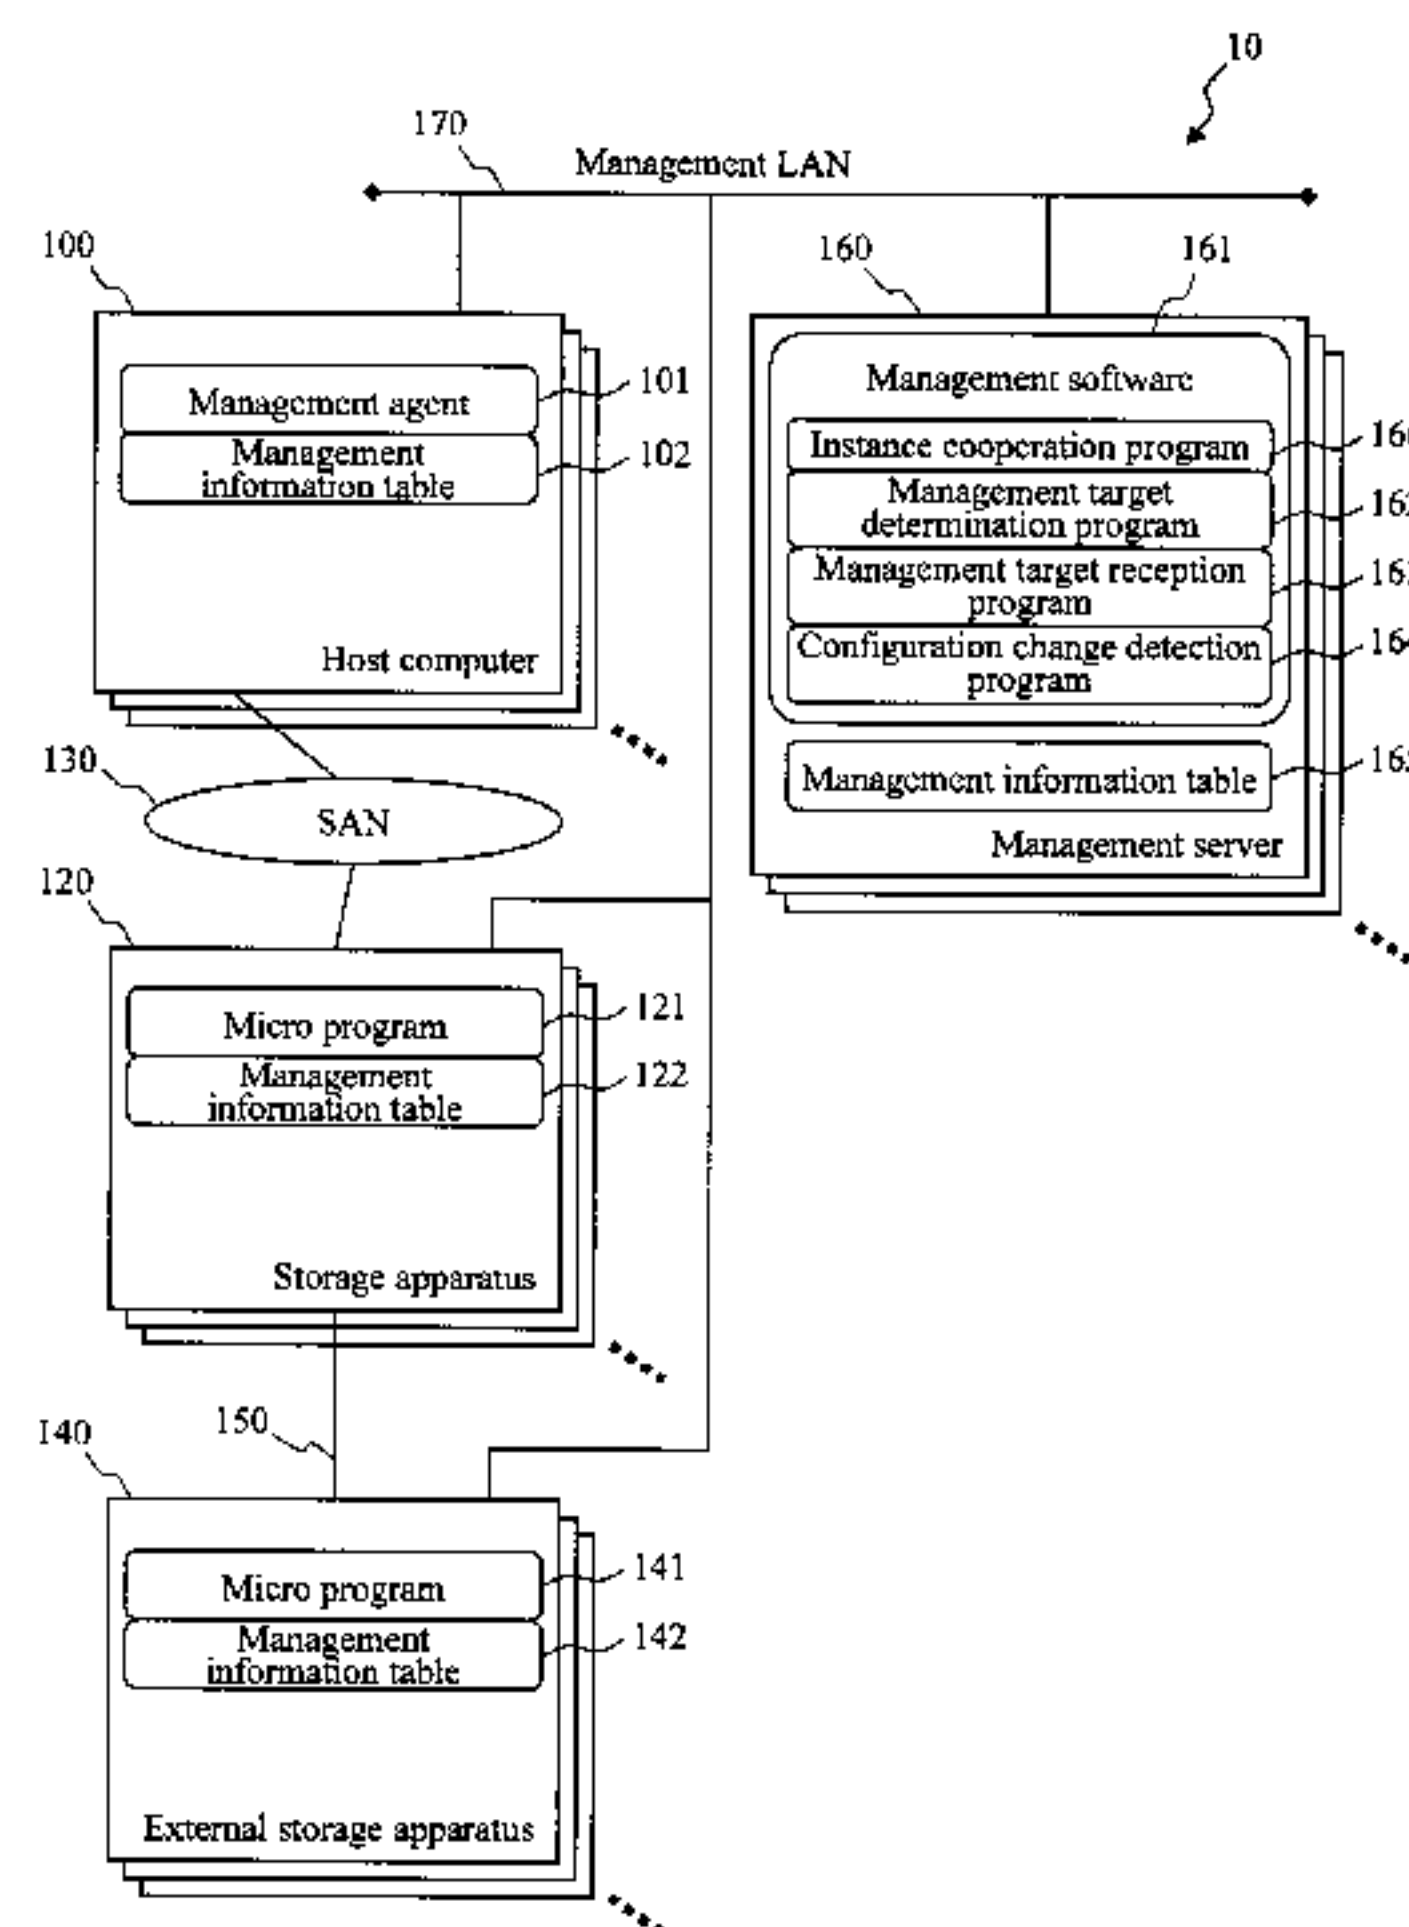 10
170
Management LAN
100
160
161
Management software
Management agent
101
Management
information table
102
Host computer
Instance cooperation program
Management target
determination program
Management target reception
program
Configuration change detection
program
164
Management information table
Management server
130
SAN
120
Micro program
121
Management
information table
122
Storage apparatus
150
140
Micro program
141
Management
information table
142
External storage apparatus